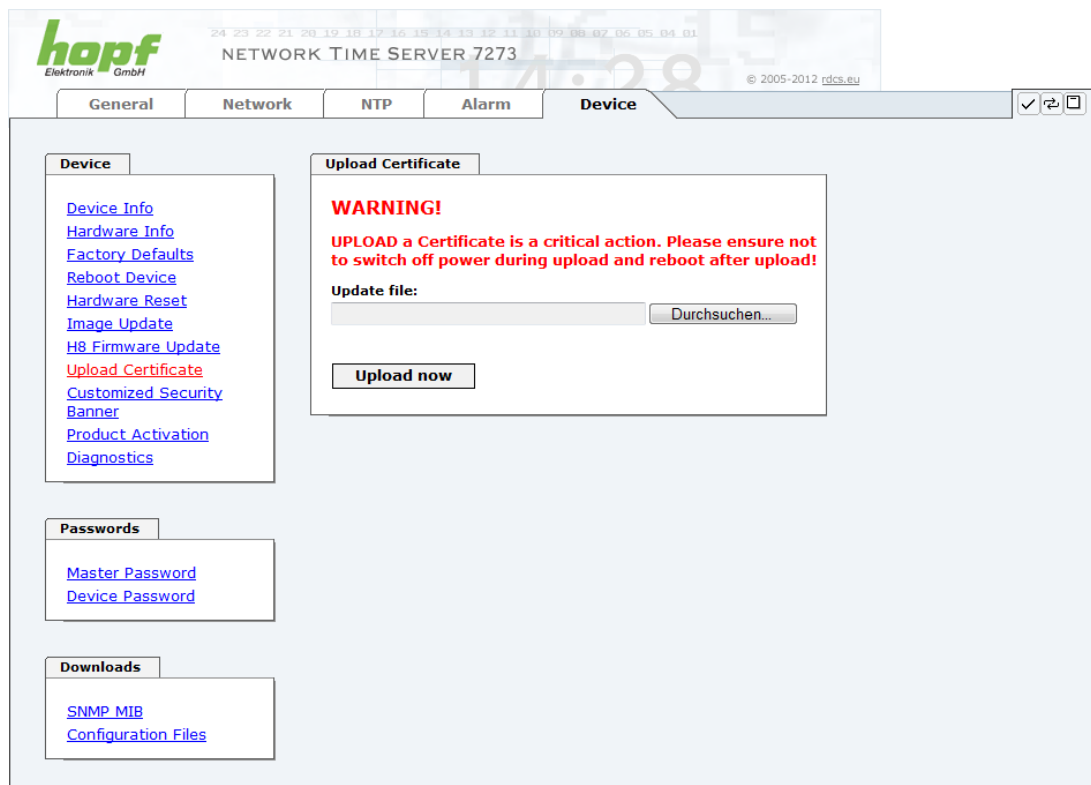 hopf
Elektronik GmbH
24 23 22 21 20 19 18 17 16 15 14 13 12 11 10 09 08 07 06 05 04 01
NETWORK TIME SERVER 7273
14:28
© 2005-2012 rdcs.eu
General Network NTP Alarm Device
Device
Device Info
Hardware Info
Factory Defaults
Reboot Device
Hardware Reset
Image Update
H8 Firmware Update
Upload Certificate
Customized Security
Banner
Product Activation
Diagnostics
Upload Certificate
WARNING!
UPLOAD a Certificate is a critical action. Please ensure not
to switch off power during upload and reboot after upload!
Update file:
Durchsuchen...
Upload now
Passwords
Master Password
Device Password
Downloads
SNMP MIB
Configuration Files